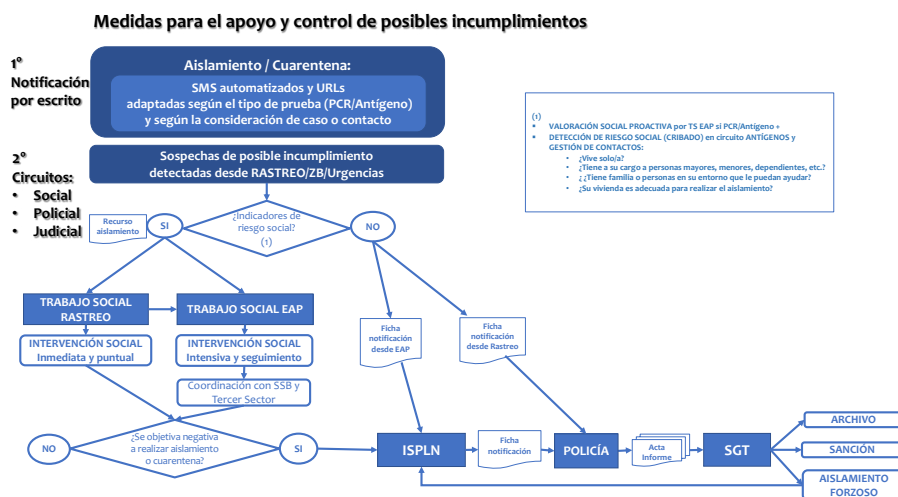 Medidas para el apoyo y control de posibles incumplimientos
1°
Notificación
por escrito
Aislamiento / Cuarentena:
SMS automatizados y URLs
adaptadas según el tipo de prueba (PCR/Antígeno)
y según la consideración de caso o contacto
2°
Circuitos:
• Social
• Policial
• Judicial
Sospechas de posible incumplimiento
detectadas desde RASTREO/ZB/Urgencias
(1)
▪ VALORACIÓN SOCIAL PROACTIVA por TS EAP si PCR/Antígeno +
▪ DETECCIÓN DE RIESGO SOCIAL (CRIBADO) en circuito ANTÍGENOS y
GESTIÓN DE CONTACTOS:
• ¿Vive solo/a?
• ¿Tiene a su cargo a personas mayores, menores, dependientes, etc.?
• ¿ ¿Tiene familia o personas en su entorno que le puedan ayudar?
• ¿Su vivienda es adecuada para realizar el aislamiento?
Recurso
aislamiento
SI
¿Indicadores de
riesgo social?
(1)
NO
TRABAJO SOCIAL
RASTREO
TRABAJO SOCIAL EAP
INTERVENCIÓN SOCIAL
Inmediata y puntual
INTERVENCIÓN SOCIAL
Intensiva y seguimiento
Coordinación con SSB y
Tercer Sector
Ficha
notificación
desde EAP
Ficha
notificación
desde Rastreo
NO
¿Se objetiva negativa
a realizar aislamiento
o cuarentena?
SI
ISPLN
Ficha
notificación
POLICÍA
Acta
Informe
SGT
ARCHIVO
SANCIÓN
AISLAMIENTO
FORZOSO